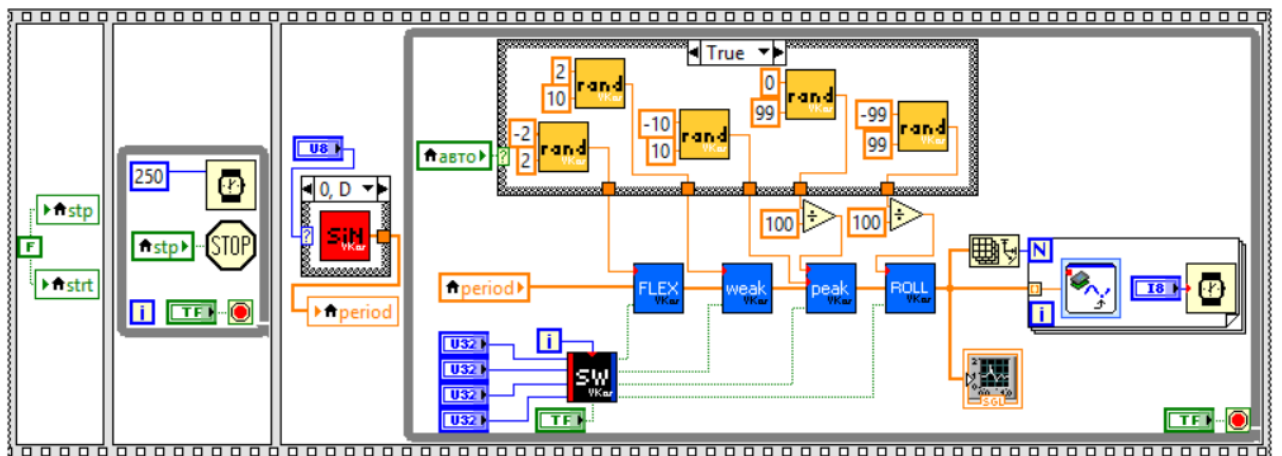 True
2
10
rand
VKar
0
99
rand
VKar
-10
10
rand
VKar
-99
99
rand
VKar
-2
2
rand
VKar
авто
?
U8
0, D
?
SiN
VKar
period
250
stp
STOP
i
TF
F
stp
strt
100
÷
100
÷
period
FLEX
VKar
weak
VKar
peak
VKar
ROLL
VKar
N
I8
i
U32
U32
U32
U32
i
SW
VKar
TF
SGL
TF